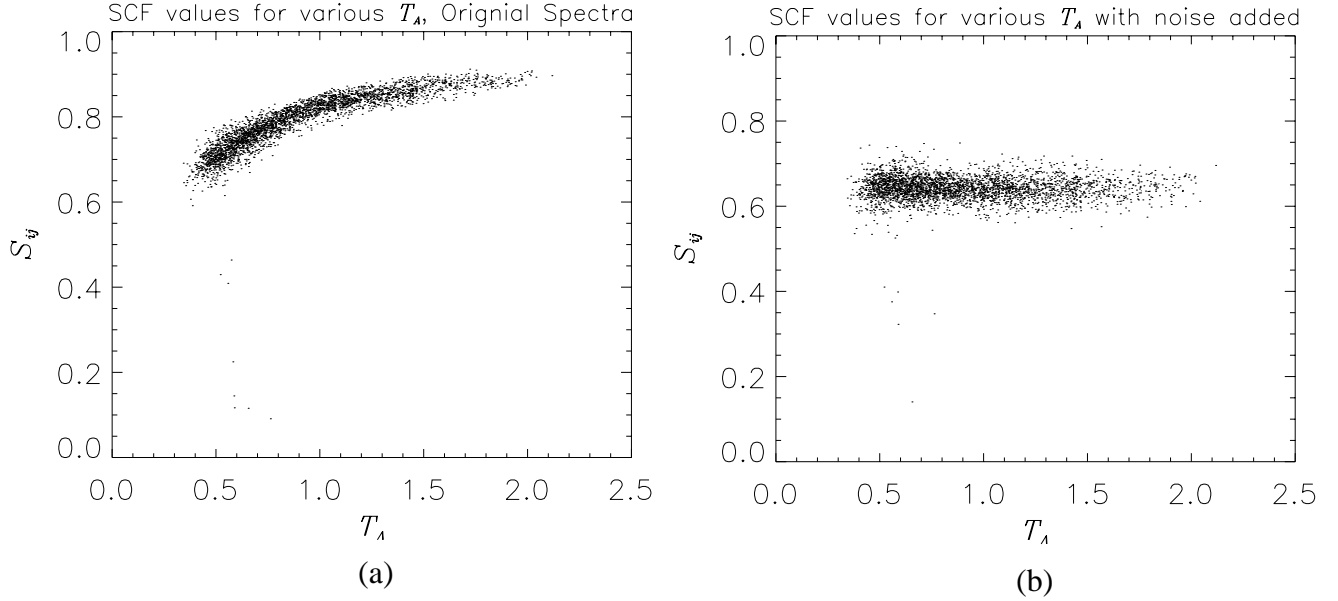 SCF values for various T_A, Orignial Spectra
1.0
0.8
0.6
0.4
0.2
0.0
S_ij
0.0 0.5 1.0 1.5 2.0 2.5
T_A
(a)
SCF values for various T_A with noise added
1.0
0.8
0.6
0.4
0.2
0.0
S_ij
0.0 0.5 1.0 1.5 2.0 2.5
T_A
(b)